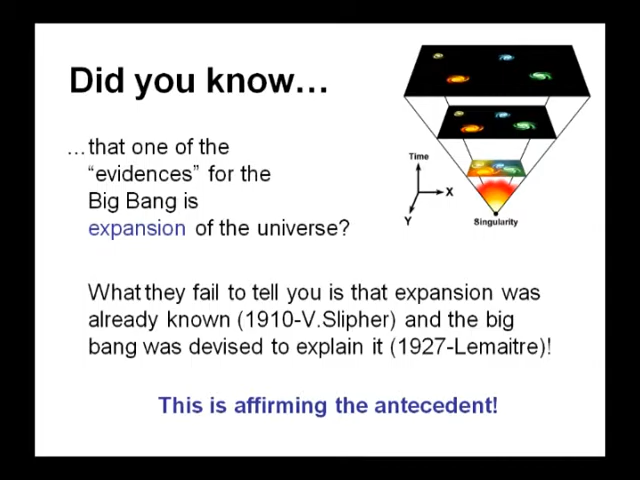 Did you know…
…that one of the
“evidences” for the
Big Bang is
expansion of the universe?
Time
X
Y
Singularity
What they fail to tell you is that expansion was
already known (1910-V.Slipher) and the big
bang was devised to explain it (1927-Lemaitre)!
This is affirming the antecedent!